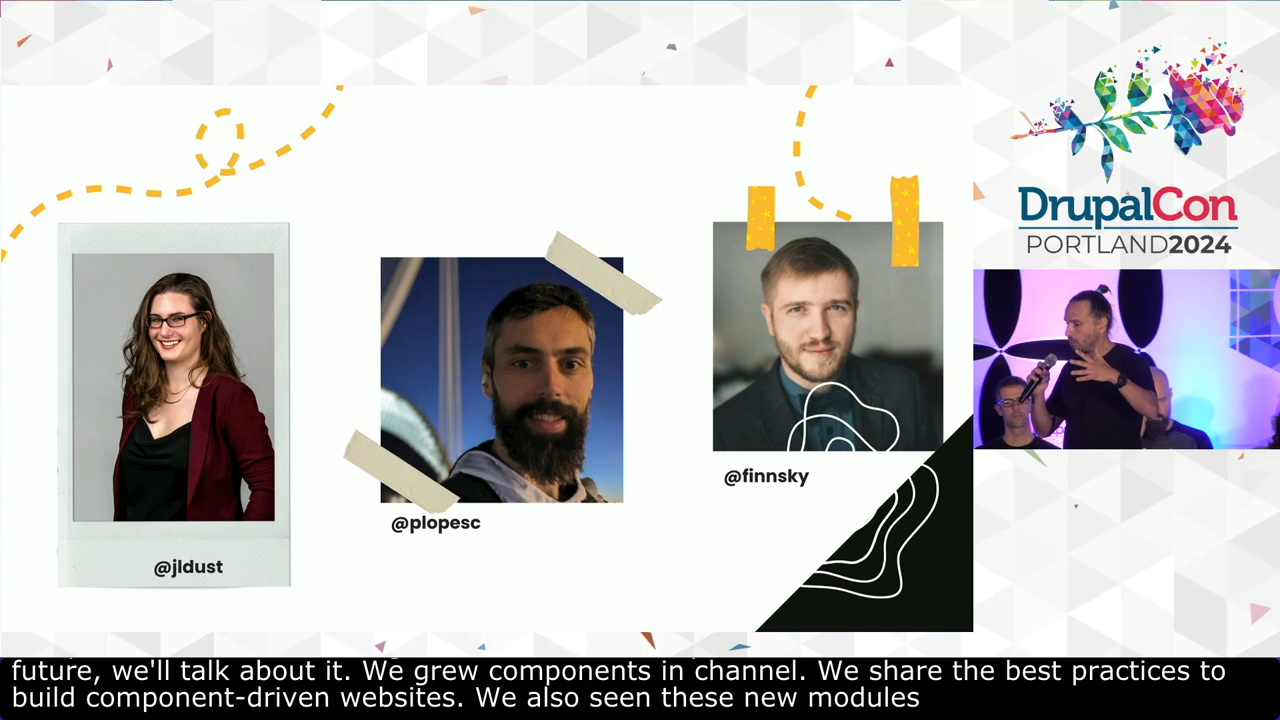 DrupalCon
PORTLAND2024
@finnsky
@plopesc
@jldust
future, we'll talk about it. We grew components in channel. We share the best practices to
build component-driven websites. We also seen these new modules